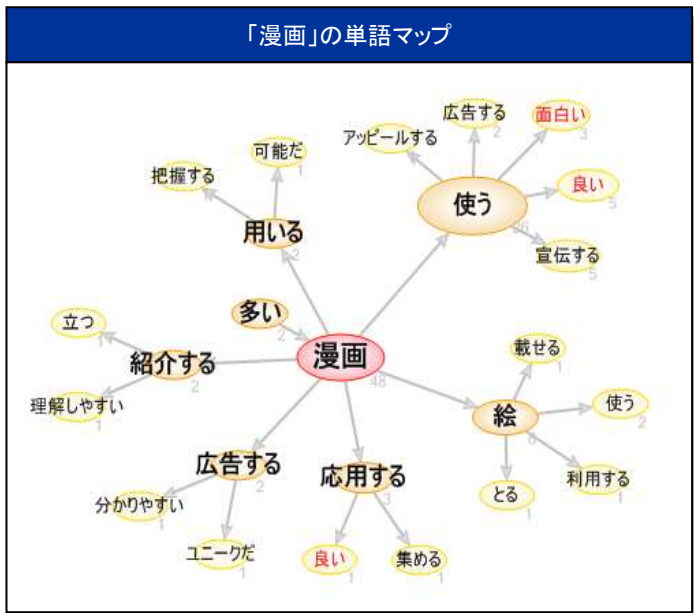 「漫画」の単語マップ
広告する
2
面白い
3
アッピールする
可能だ
1
把握する
良い
5
使う
用いる
2
宣伝する
5
多い
2
立つ
1
漫画
48
載せる
1
紹介する
2
使う
2
理解しやすい
1
絵
6
広告する
2
応用する
3
利用する
1
とる
1
分かりやすい
1
ユニークだ
1
良い
1
集める
1